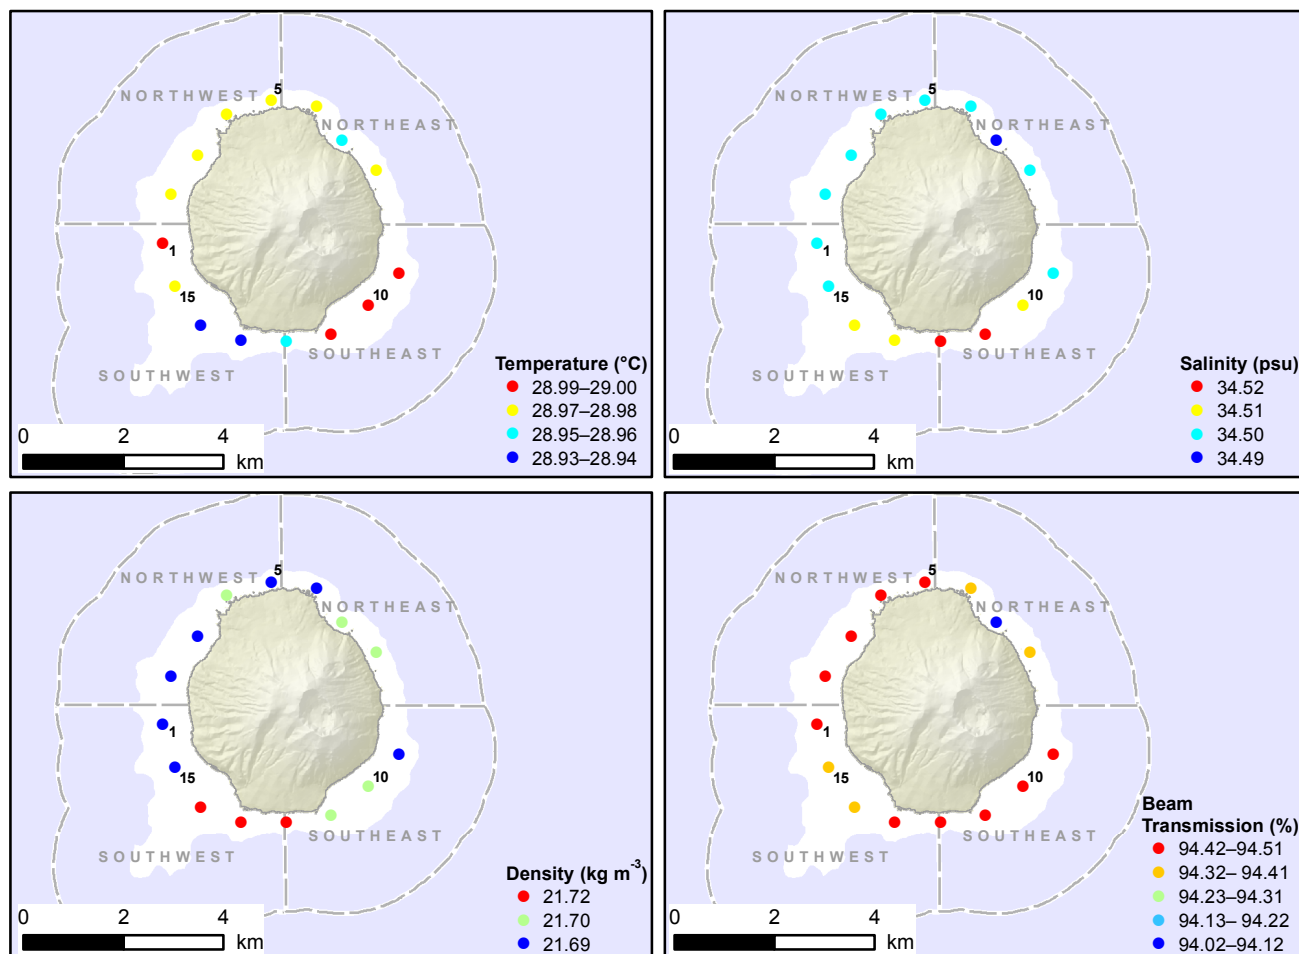 NORTHWEST
5
NORTHEAST
1
15
10
SOUTHEAST
SOUTHWEST
Temperature (°C)
28.99–29.00
28.97–28.98
28.95–28.96
28.93–28.94
0 2 4
km
NORTHWEST
5
NORTHEAST
1
15
10
SOUTHEAST
SOUTHWEST
Salinity (psu)
34.52
34.51
34.50
34.49
0 2 4
km
NORTHWEST
5
NORTHEAST
1
15
10
SOUTHEAST
SOUTHWEST
Density (kg m⁻³)
21.72
21.70
21.69
0 2 4
km
NORTHWEST
5
NORTHEAST
1
15
10
SOUTHEAST
SOUTHWEST
Beam
Transmission (%)
94.42–94.51
94.32– 94.41
94.23–94.31
94.13– 94.22
94.02–94.12
0 2 4
km